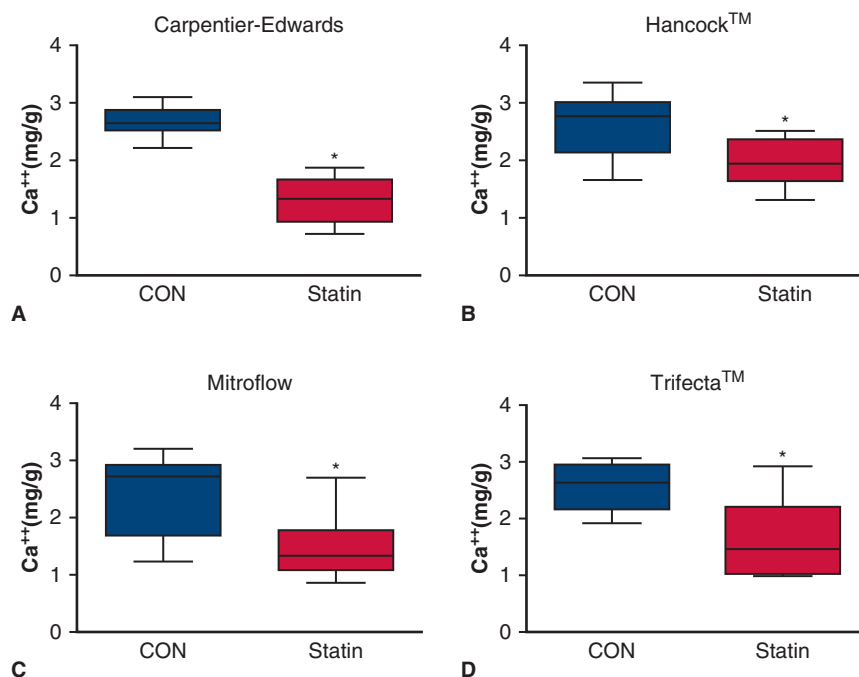 Carpentier-Edwards
4
3
2
1
0
Ca++(mg/g)
*
CON
Statin
A
Hancock™
4
3
2
1
0
Ca++(mg/g)
*
CON
Statin
B
Mitroflow
4
3
2
1
0
Ca++(mg/g)
*
CON
Statin
C
Trifecta™
4
3
2
1
0
Ca++(mg/g)
*
CON
Statin
D